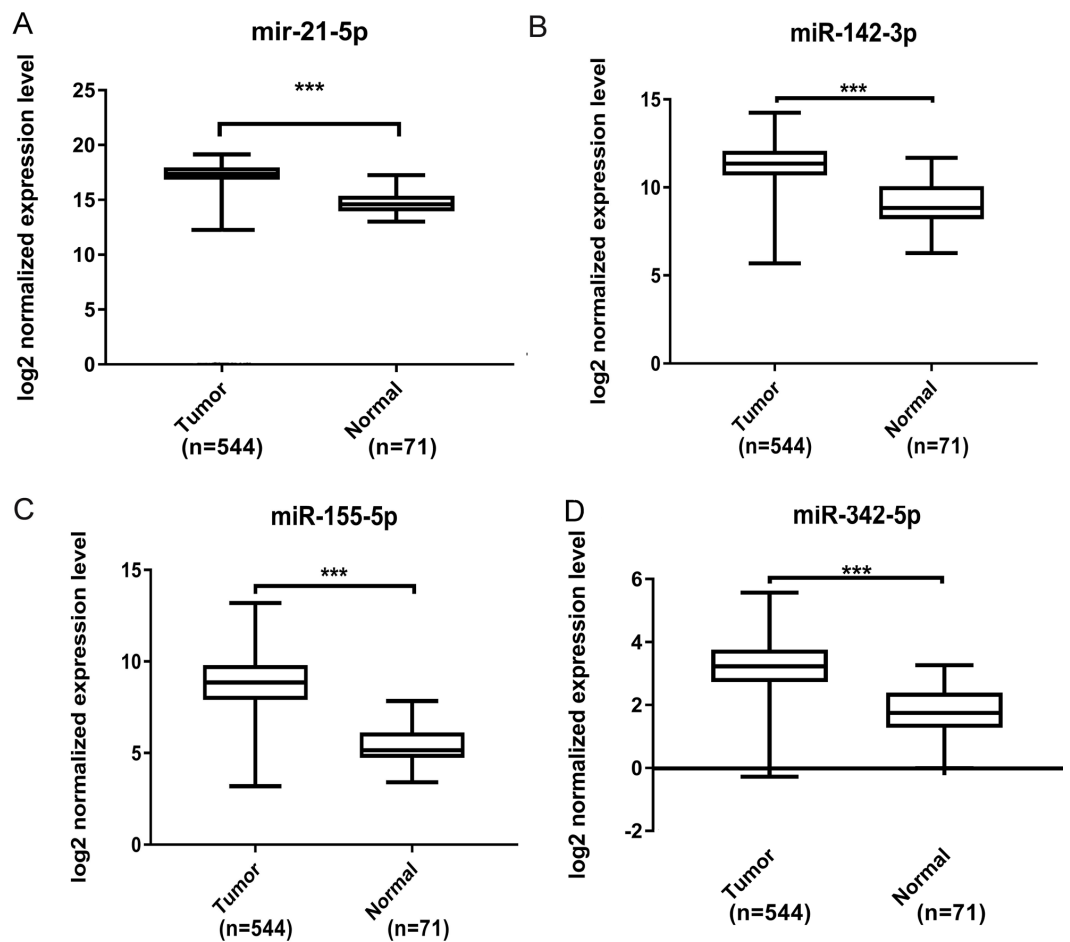 A
mir-21-5p
log2 normalized expression level
25
20
15
10
5
0
***
Tumor
(n=544)
Normal
(n=71)
B
miR-142-3p
log2 normalized expression level
15
10
5
0
***
Tumor
(n=544)
Normal
(n=71)
C
miR-155-5p
log2 normalized expression level
15
10
5
0
***
Tumor
(n=544)
Normal
(n=71)
D
miR-342-5p
log2 normalized expression level
6
4
2
0
-2
***
Tumor
(n=544)
Normal
(n=71)